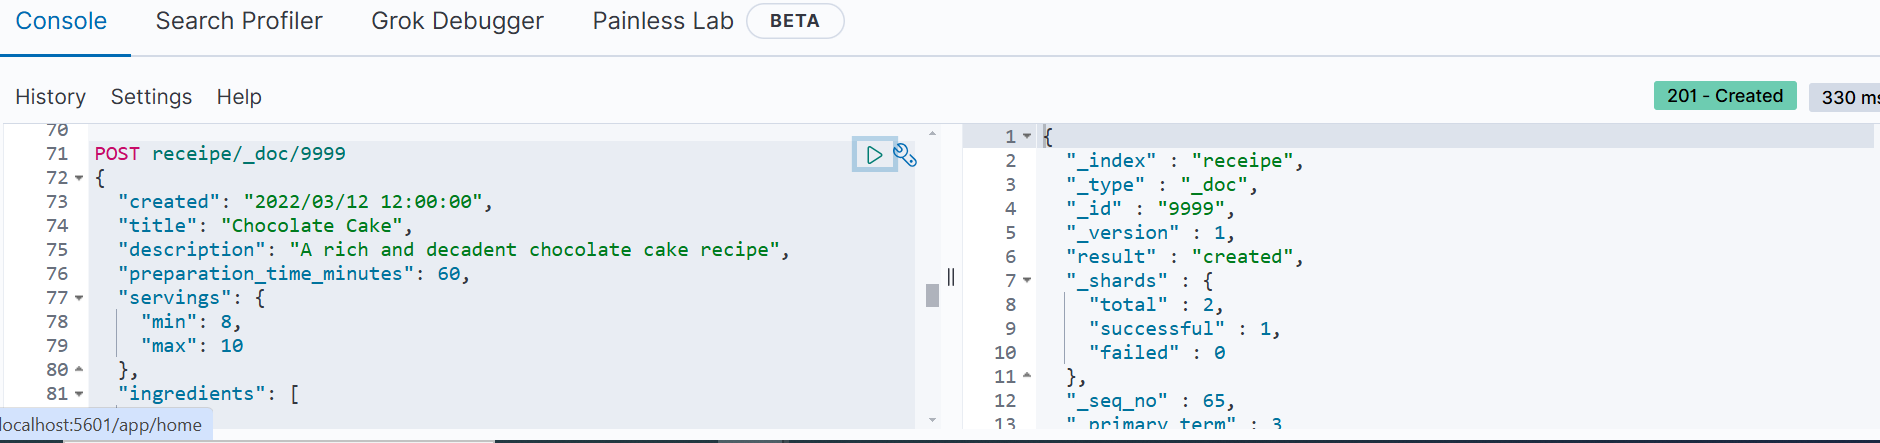 Console Search Profiler Grok Debugger Painless Lab BETA
History Settings Help
201 - Created 330 ms
70
71 POST receipe/_doc/9999
72 {
73 "created": "2022/03/12 12:00:00",
74 "title": "Chocolate Cake",
75 "description": "A rich and decadent chocolate cake recipe",
76 "preparation_time_minutes": 60,
77 "servings": {
78 "min": 8,
79 "max": 10
80 },
81 "ingredients": [
localhost:5601/app/home
1 {
2 "_index" : "receipe",
3 "_type" : "_doc",
4 "_id" : "9999",
5 "_version" : 1,
6 "result" : "created",
7 "_shards" : {
8 "total" : 2,
9 "successful" : 1,
10 "failed" : 0
11 },
12 "_seq_no" : 65,
13 "_primary_term" : 3